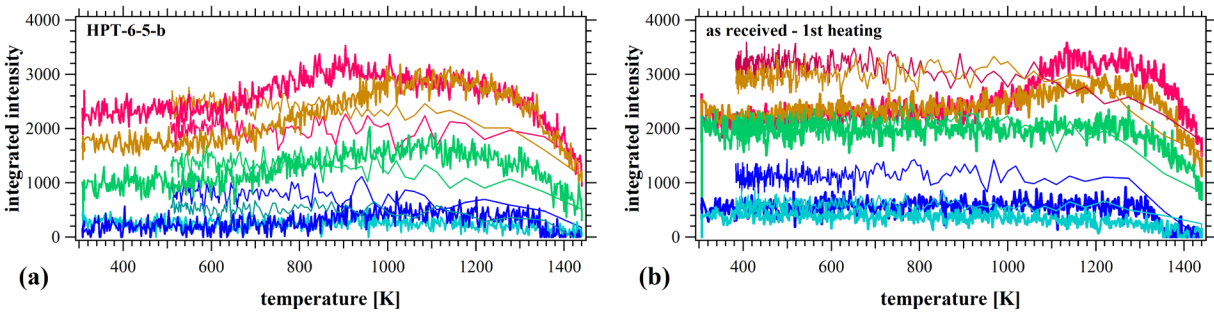 4000
HPT-6-5-b
3000
2000
1000
0
integrated intensity
400
600
800
1000
1200
1400
temperature [K]
(a)
4000
as received - 1st heating
3000
2000
1000
0
integrated intensity
400
600
800
1000
1200
1400
temperature [K]
(b)